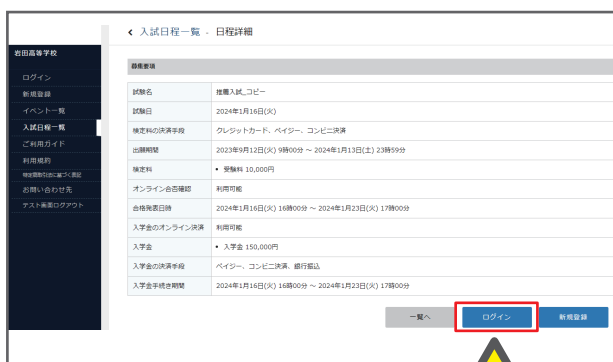 ‹ 入試日程一覧 - 日程詳細
岩田高等学校
ログイン
新規登録
イベント一覧
入試日程一覧
ご利用ガイド
利用規約
特定商取引法に基づく表記
お問い合わせ先
テスト画面ログアウト
募集要項
試験名 推薦入試_コピー
試験日 2024年1月16日(火)
検定料の決済手段 クレジットカード、ペイジー、コンビニ決済
出願期間 2023年9月12日(火) 9時00分 ～ 2024年1月13日(土) 23時59分
検定料 • 受験料 10,000円
オンライン合否確認 利用可能
合格発表日時 2024年1月16日(火) 16時00分 ～ 2024年1月23日(火) 17時00分
入学金のオンライン決済 利用可能
入学金 • 入学金 150,000円
入学金の決済手段 ペイジー、コンビニ決済、銀行振込
入学金手続き期間 2024年1月16日(火) 16時00分 ～ 2024年1月23日(火) 17時00分
一覧へ ログイン 新規登録